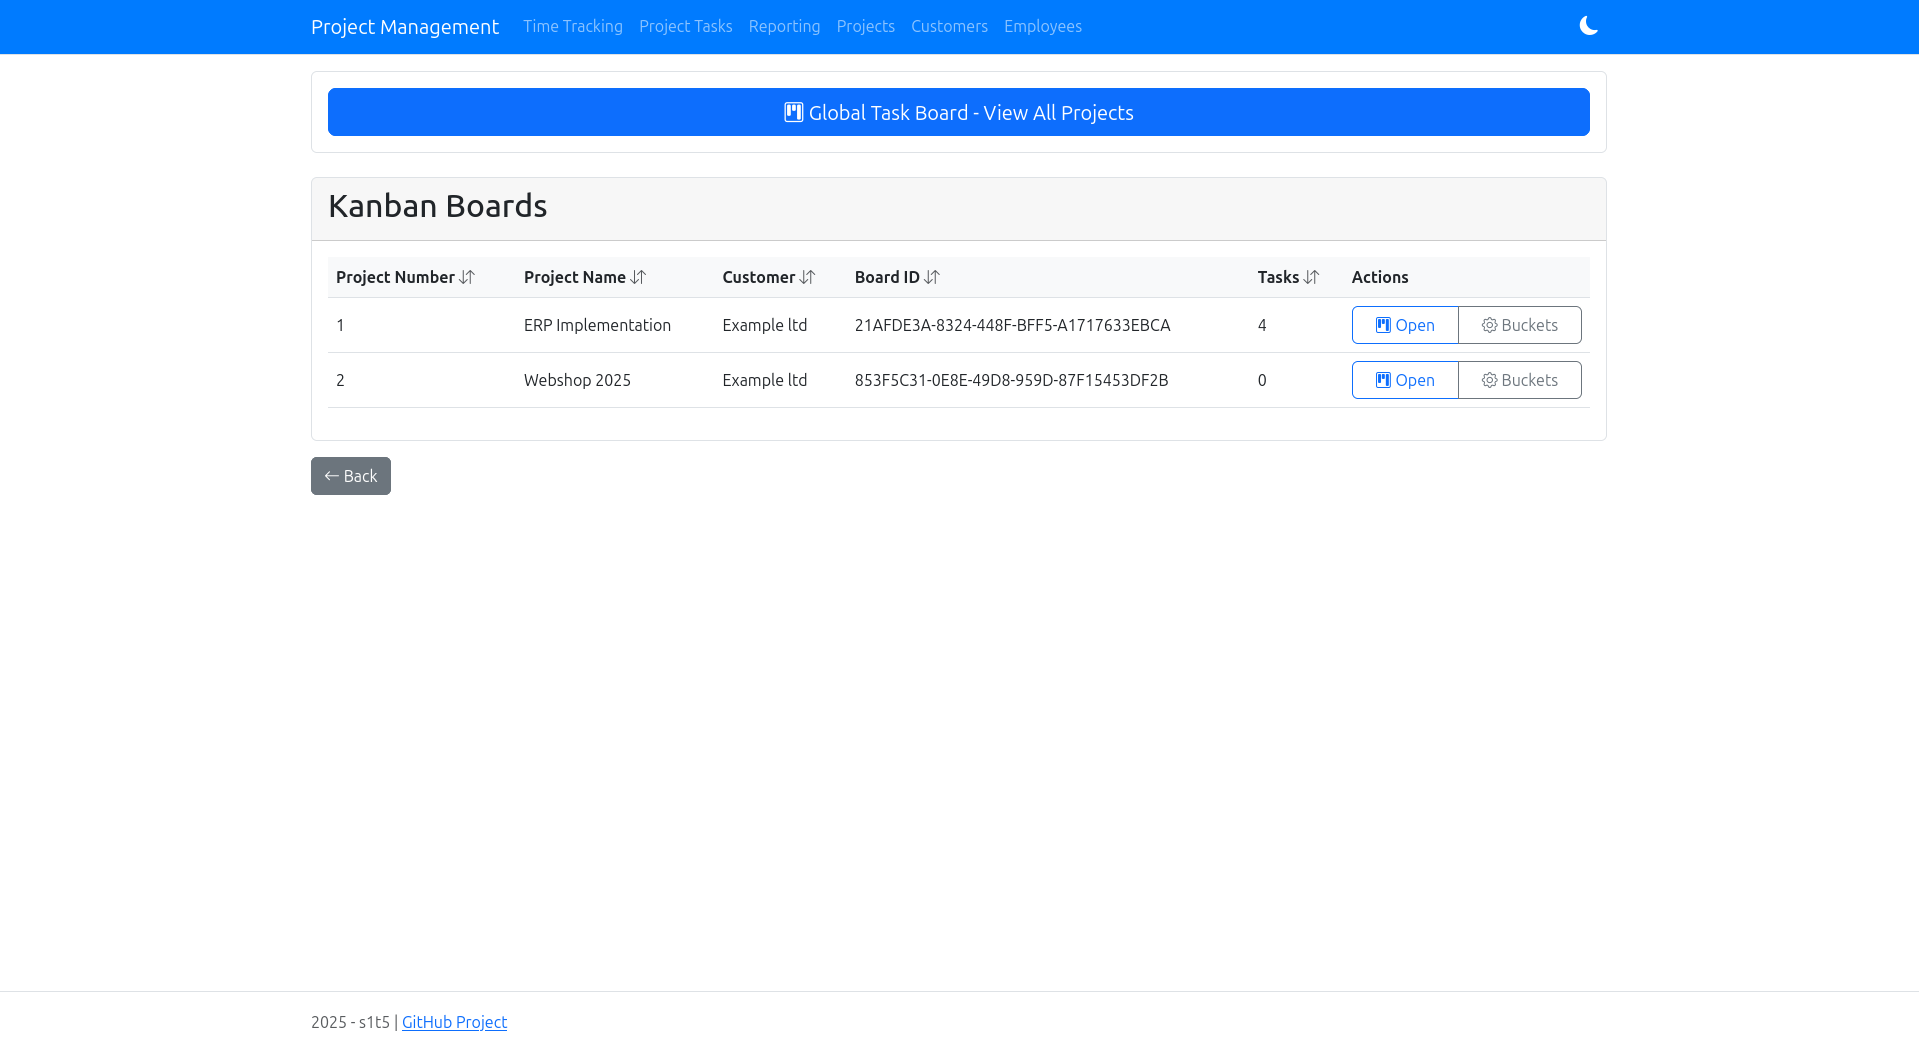 Project Management Time Tracking Project Tasks Reporting Projects Customers Employees
Global Task Board - View All Projects
Kanban Boards
Project Number Project Name Customer Board ID Tasks Actions
1 ERP Implementation Example ltd 21AFDE3A-8324-448F-BFF5-A1717633EBCA 4 Open Buckets
2 Webshop 2025 Example ltd 853F5C31-0E8E-49D8-959D-87F15453DF2B 0 Open Buckets
Back
2025 - s1t5 | GitHub Project